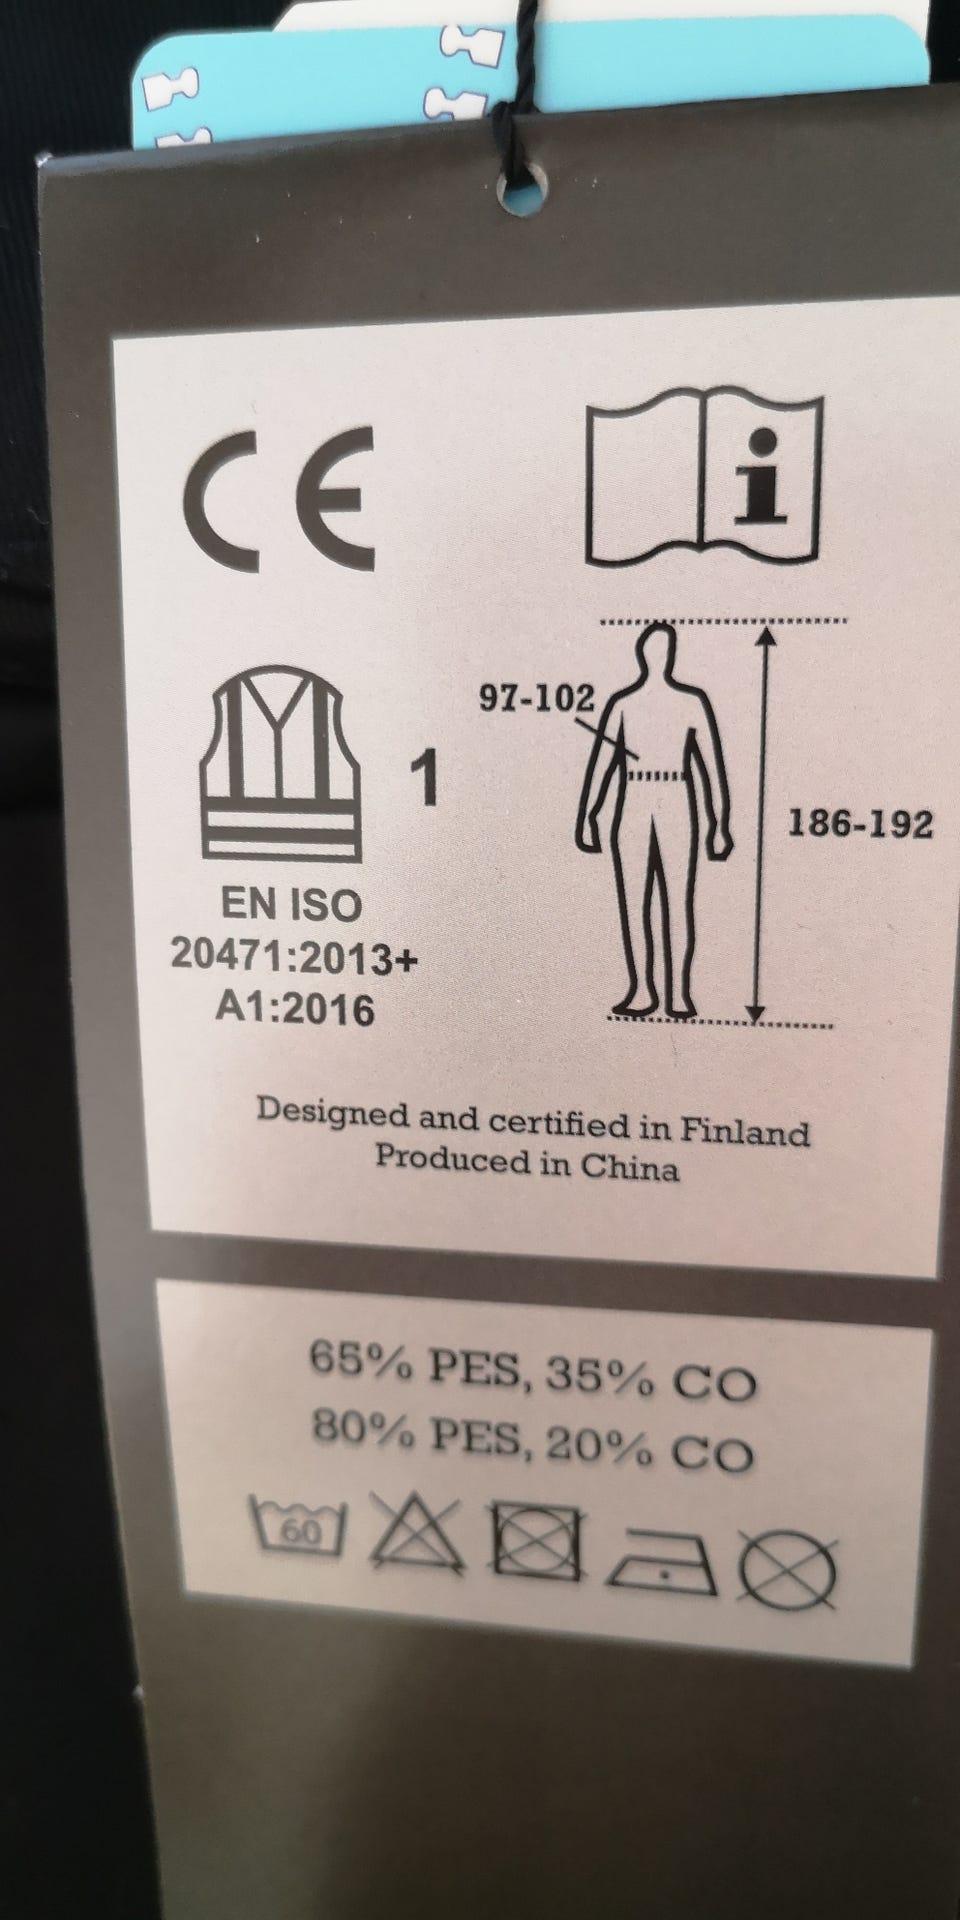 CE
i
97-102
1
186-192
EN ISO
20471:2013+
A1:2016
Designed and certified in Finland
Produced in China
65% PES, 35% CO
80% PES, 20% CO
60